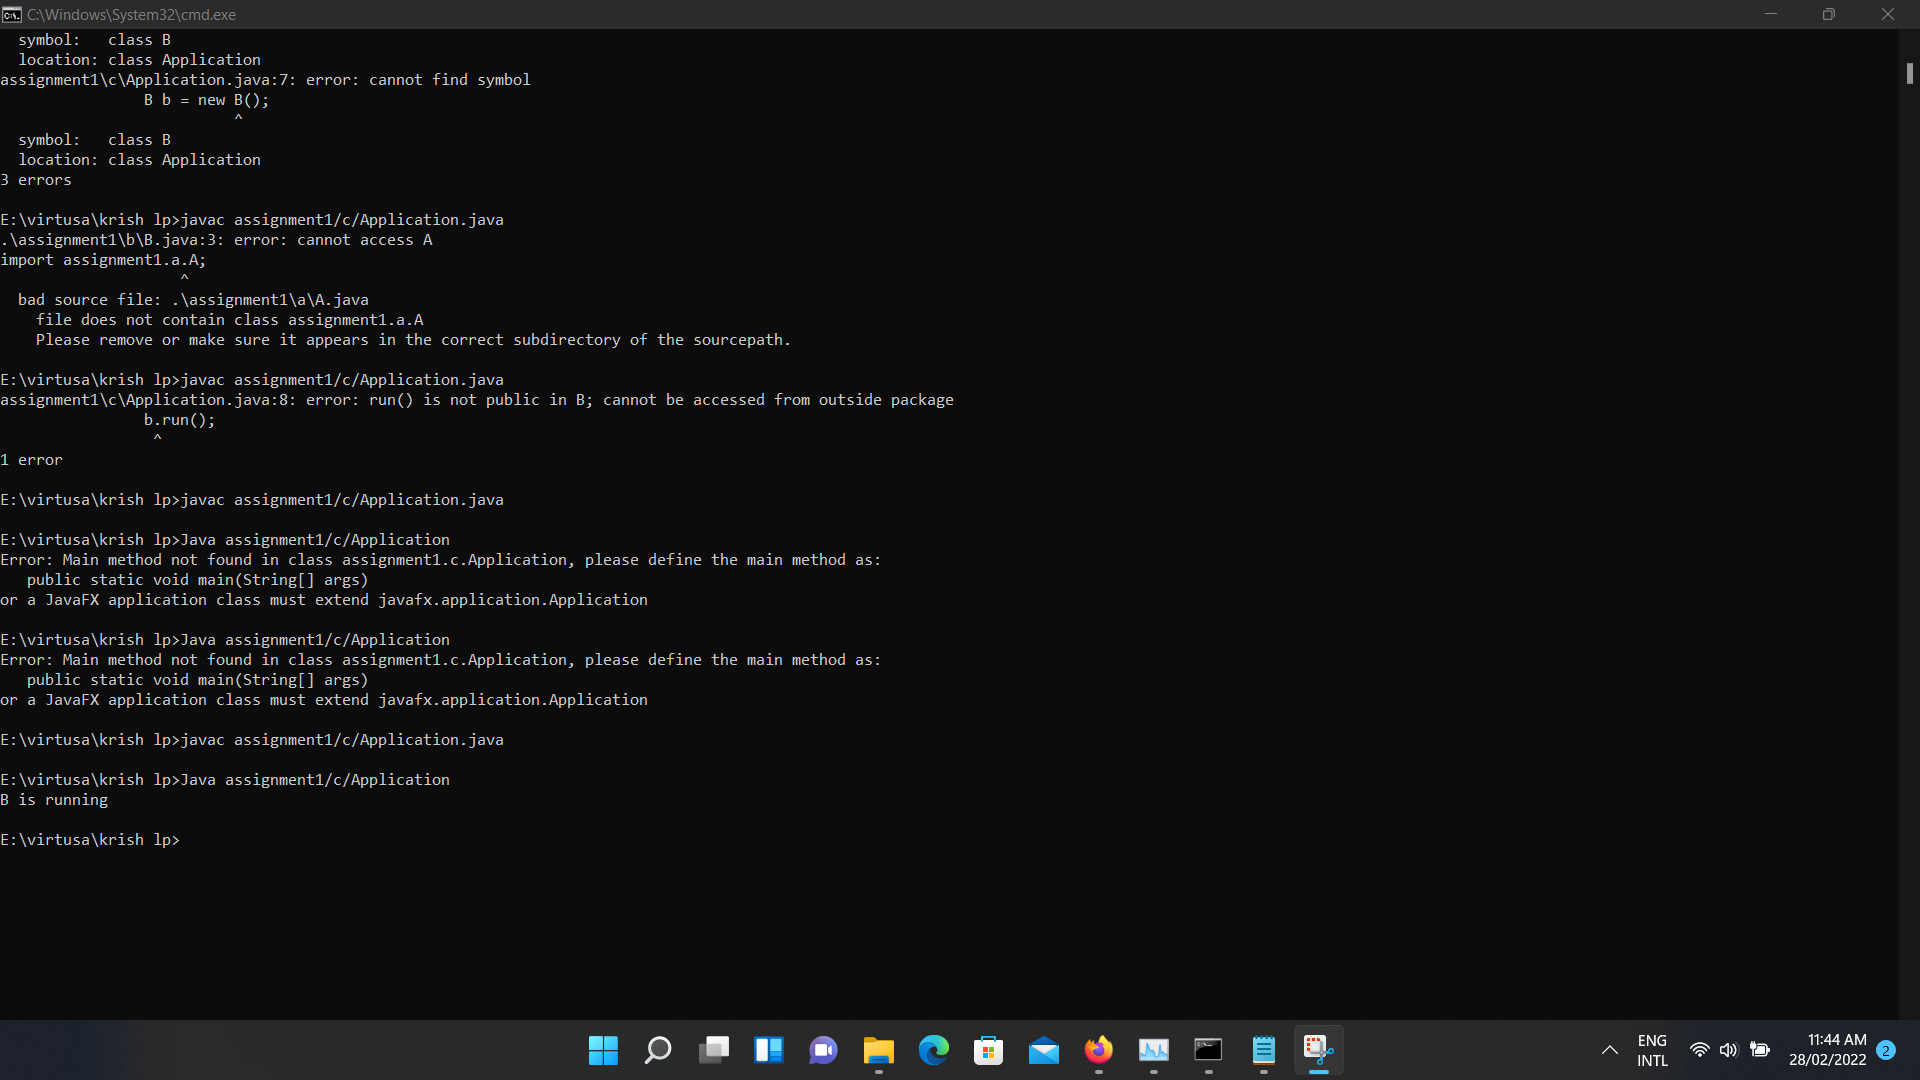 C:\Windows\System32\cmd.exe
  symbol:   class B
  location: class Application
assignment1\c\Application.java:7: error: cannot find symbol
                B b = new B();
                          ^
  symbol:   class B
  location: class Application
3 errors
E:\virtusa\krish lp>javac assignment1/c/Application.java
.\assignment1\b\B.java:3: error: cannot access A
import assignment1.a.A;
                    ^
  bad source file: .\assignment1\a\A.java
    file does not contain class assignment1.a.A
    Please remove or make sure it appears in the correct subdirectory of the sourcepath.
E:\virtusa\krish lp>javac assignment1/c/Application.java
assignment1\c\Application.java:8: error: run() is not public in B; cannot be accessed from outside package
                b.run();
                 ^
1 error
E:\virtusa\krish lp>javac assignment1/c/Application.java
E:\virtusa\krish lp>Java assignment1/c/Application
Error: Main method not found in class assignment1.c.Application, please define the main method as:
   public static void main(String[] args)
or a JavaFX application class must extend javafx.application.Application
E:\virtusa\krish lp>Java assignment1/c/Application
Error: Main method not found in class assignment1.c.Application, please define the main method as:
   public static void main(String[] args)
or a JavaFX application class must extend javafx.application.Application
E:\virtusa\krish lp>javac assignment1/c/Application.java
E:\virtusa\krish lp>Java assignment1/c/Application
B is running
E:\virtusa\krish lp>
ENG
INTL
11:44 AM
28/02/2022
2